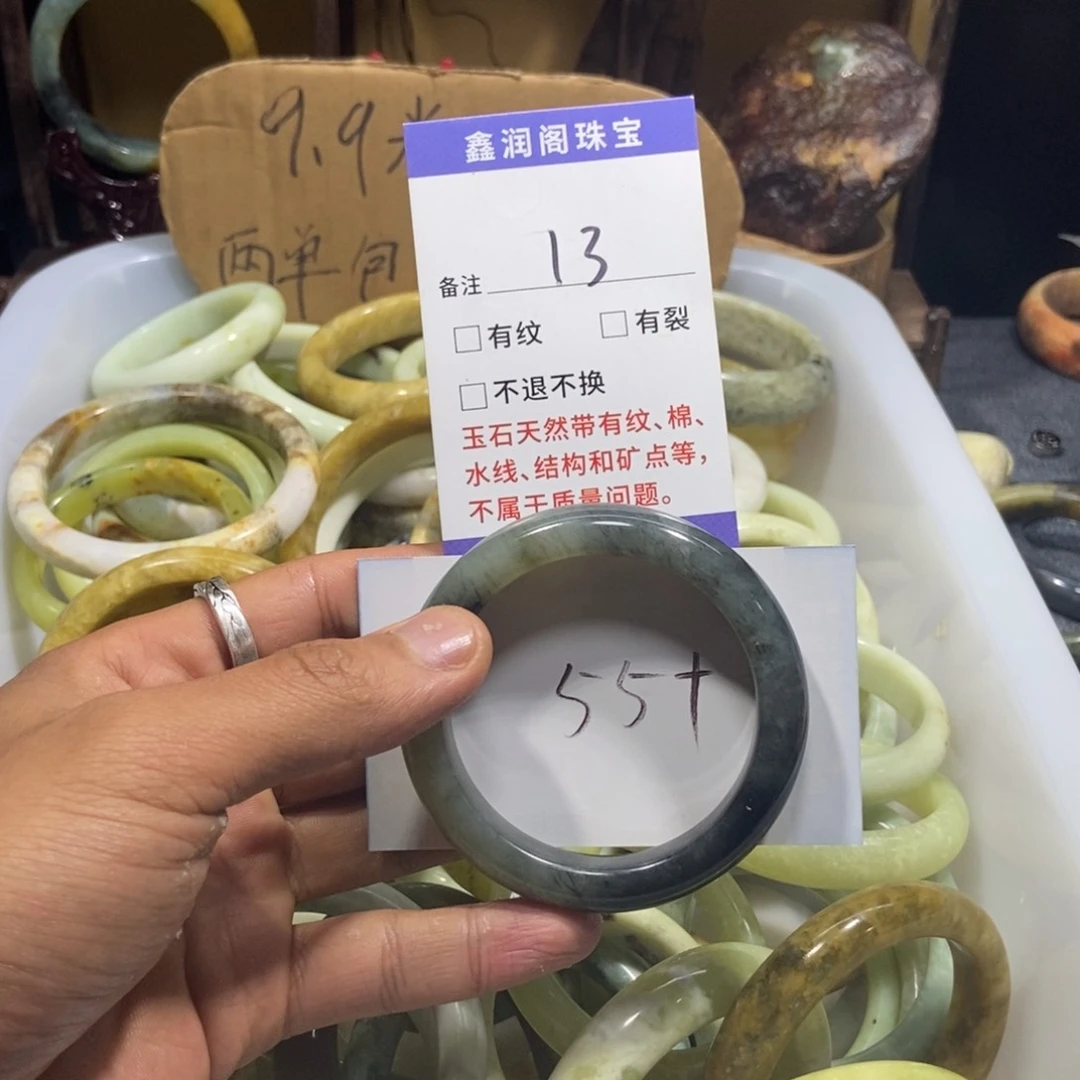 9.9米
两单包
鑫润阁珠宝
备注 13
□有纹 □有裂
□不退不换
玉石天然带有纹、棉、
水线、结构和矿点等，
不属于质量问题。
55+